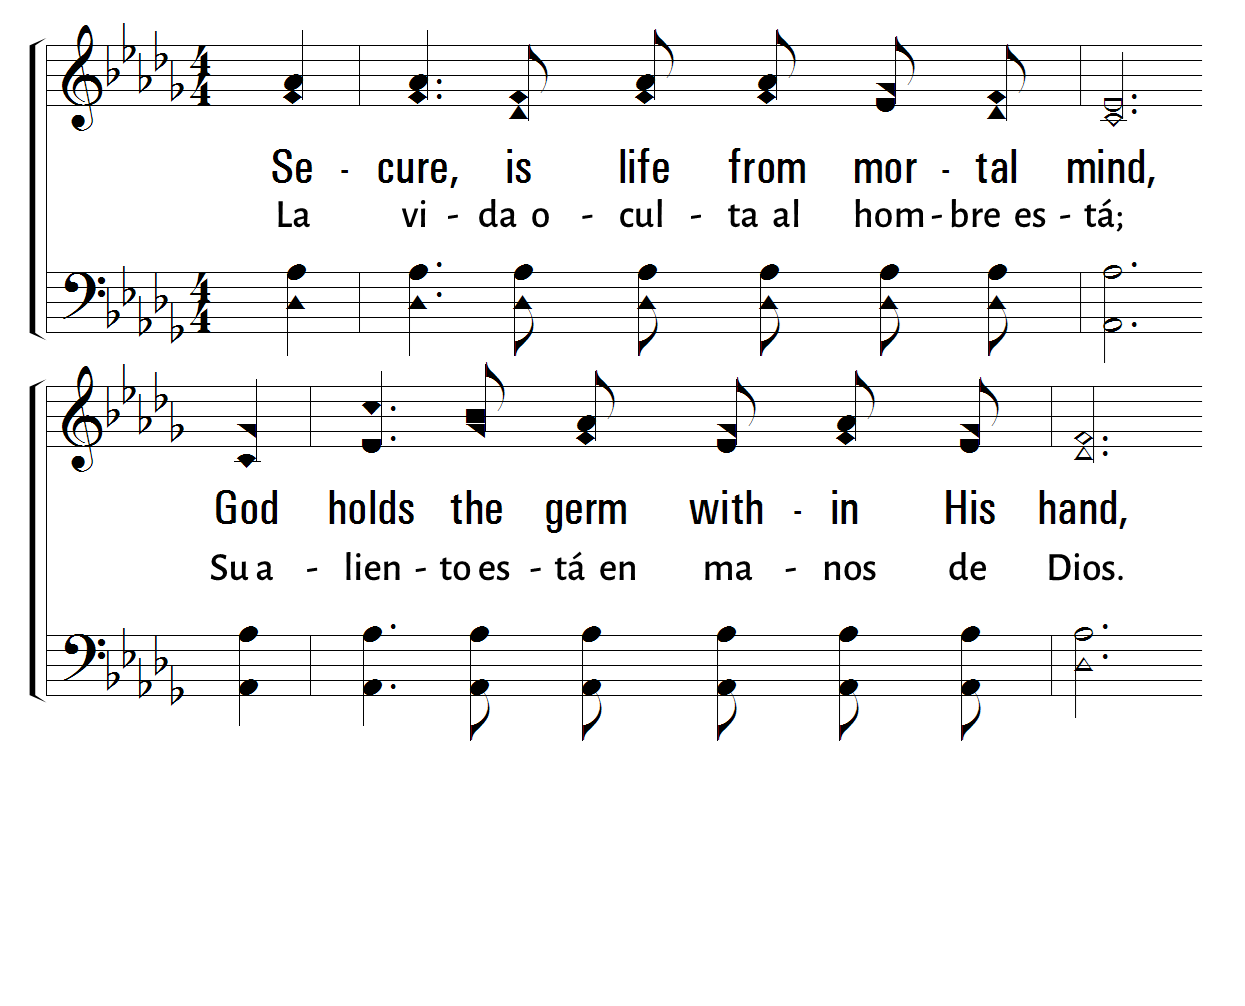 Se - cure, is life from mor - tal mind,
La vi - da o - cul - ta al hom - bre es - tá;
God holds the germ with - in His hand,
Su a - lien - to es - tá en ma - nos de Dios.